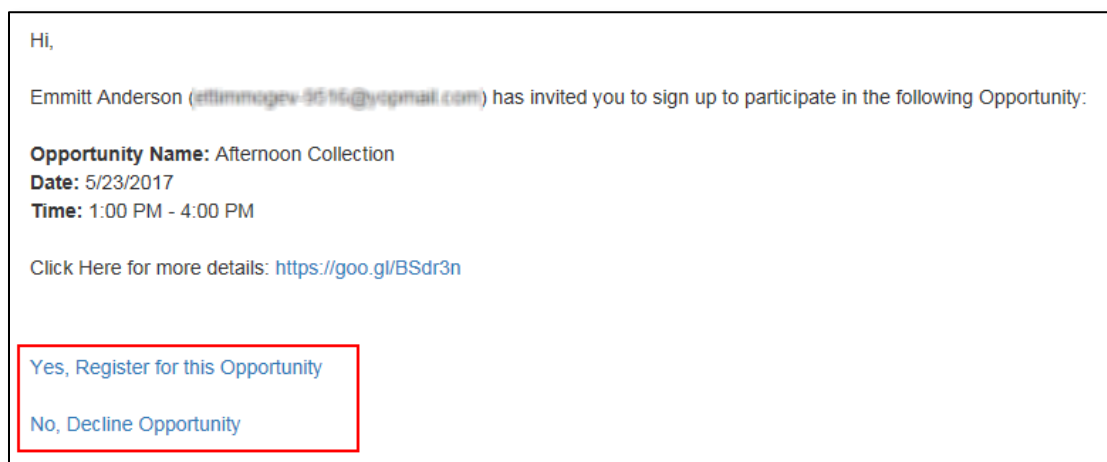 Hi,
Emmitt Anderson ( ) has invited you to sign up to participate in the following Opportunity:
Opportunity Name: Afternoon Collection
Date: 5/23/2017
Time: 1:00 PM - 4:00 PM
Click Here for more details: https://goo.gl/BSdr3n
Yes, Register for this Opportunity
No, Decline Opportunity